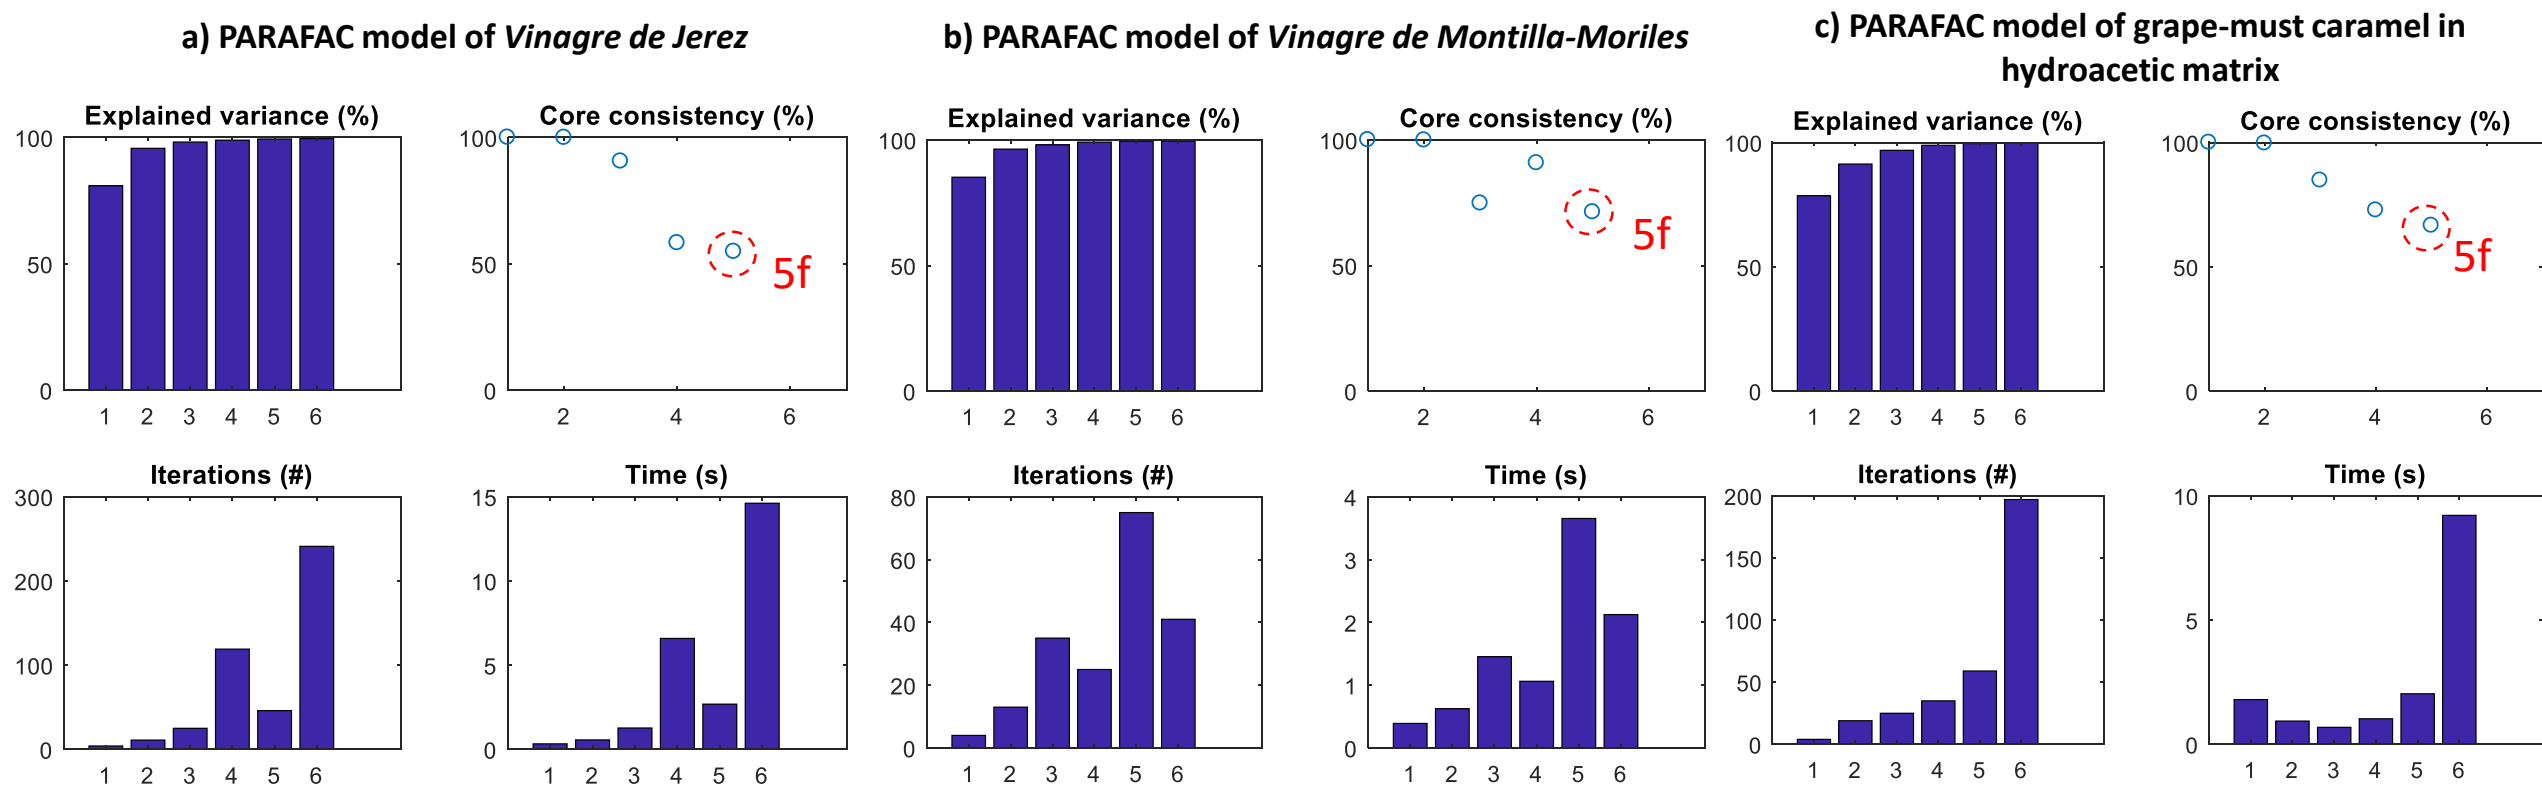 a) PARAFAC model of Vinagre de Jerez
Explained variance (%)
100
50
0
1 2 3 4 5 6
Core consistency (%)
100
50
0
2 4 6
5f
Iterations (#)
300
200
100
0
1 2 3 4 5 6
Time (s)
15
10
5
0
1 2 3 4 5 6
b) PARAFAC model of Vinagre de Montilla-Moriles
Explained variance (%)
100
50
0
1 2 3 4 5 6
Core consistency (%)
100
50
0
2 4 6
5f
Iterations (#)
80
60
40
20
0
1 2 3 4 5 6
Time (s)
4
3
2
1
0
1 2 3 4 5 6
c) PARAFAC model of grape-must caramel in
hydroacetic matrix
Explained variance (%)
100
50
0
1 2 3 4 5 6
Core consistency (%)
100
50
0
2 4 6
5f
Iterations (#)
200
150
100
50
0
1 2 3 4 5 6
Time (s)
10
5
0
1 2 3 4 5 6